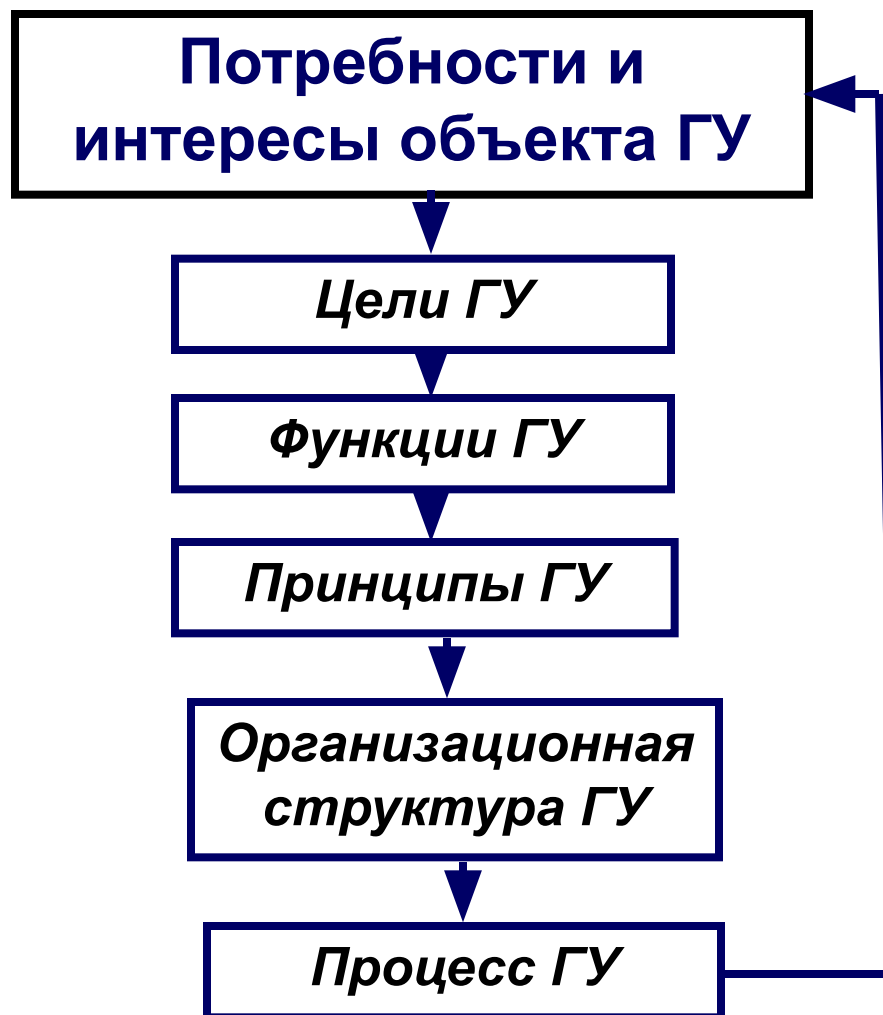 Потребности и
интересы объекта ГУ
Цели ГУ
Функции ГУ
Принципы ГУ
Организационная
структура ГУ
Процесс ГУ